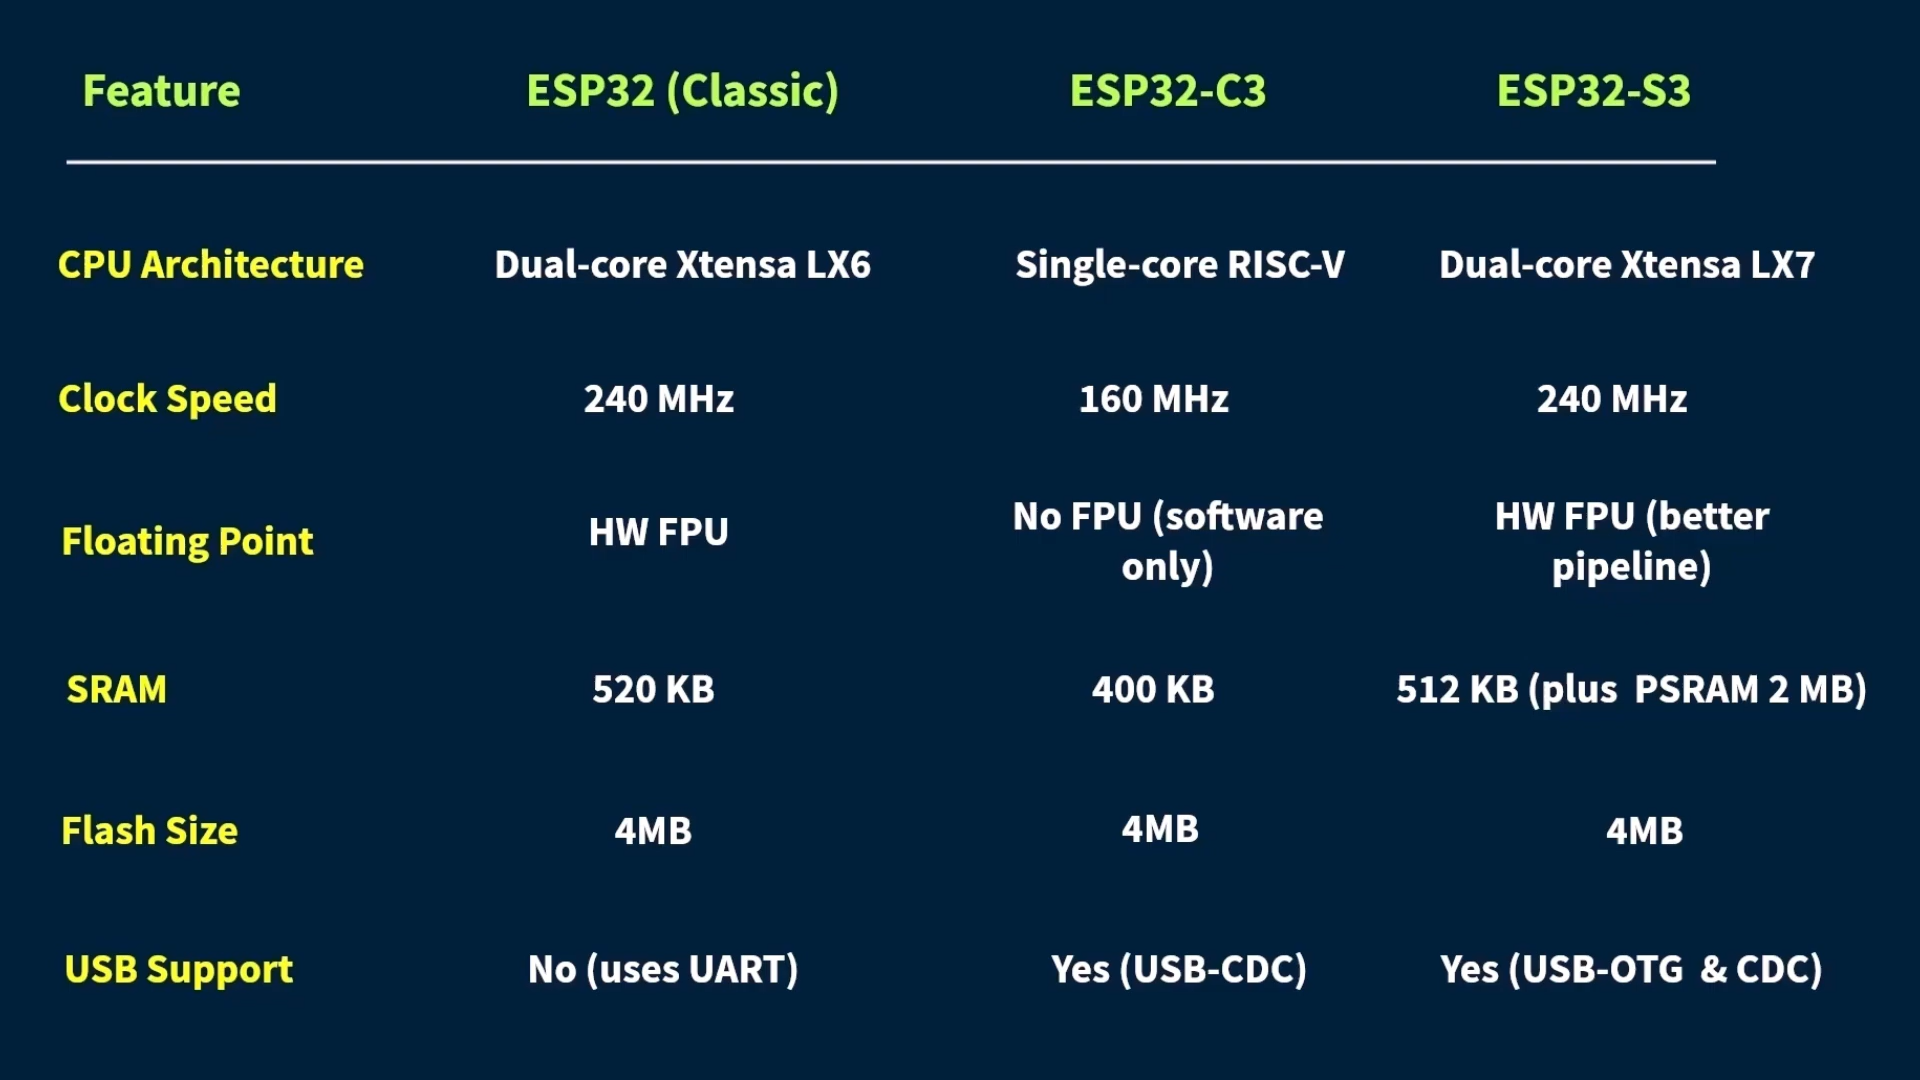 Feature ESP32 (Classic) ESP32-C3 ESP32-S3
CPU Architecture Dual-core Xtensa LX6 Single-core RISC-V Dual-core Xtensa LX7
Clock Speed 240 MHz 160 MHz 240 MHz
Floating Point HW FPU No FPU (software only) HW FPU (better pipeline)
SRAM 520 KB 400 KB 512 KB (plus PSRAM 2 MB)
Flash Size 4MB 4MB 4MB
USB Support No (uses UART) Yes (USB-CDC) Yes (USB-OTG & CDC)